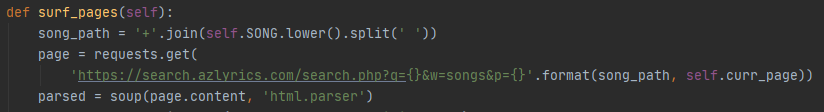 def surf_pages(self):
song_path = '+'.join(self.SONG.lower().split(' '))
page = requests.get(
'https://search.azlyrics.com/search.php?q={}&w=songs&p={}'.format(song_path, self.curr_page))
parsed = soup(page.content, 'html.parser')